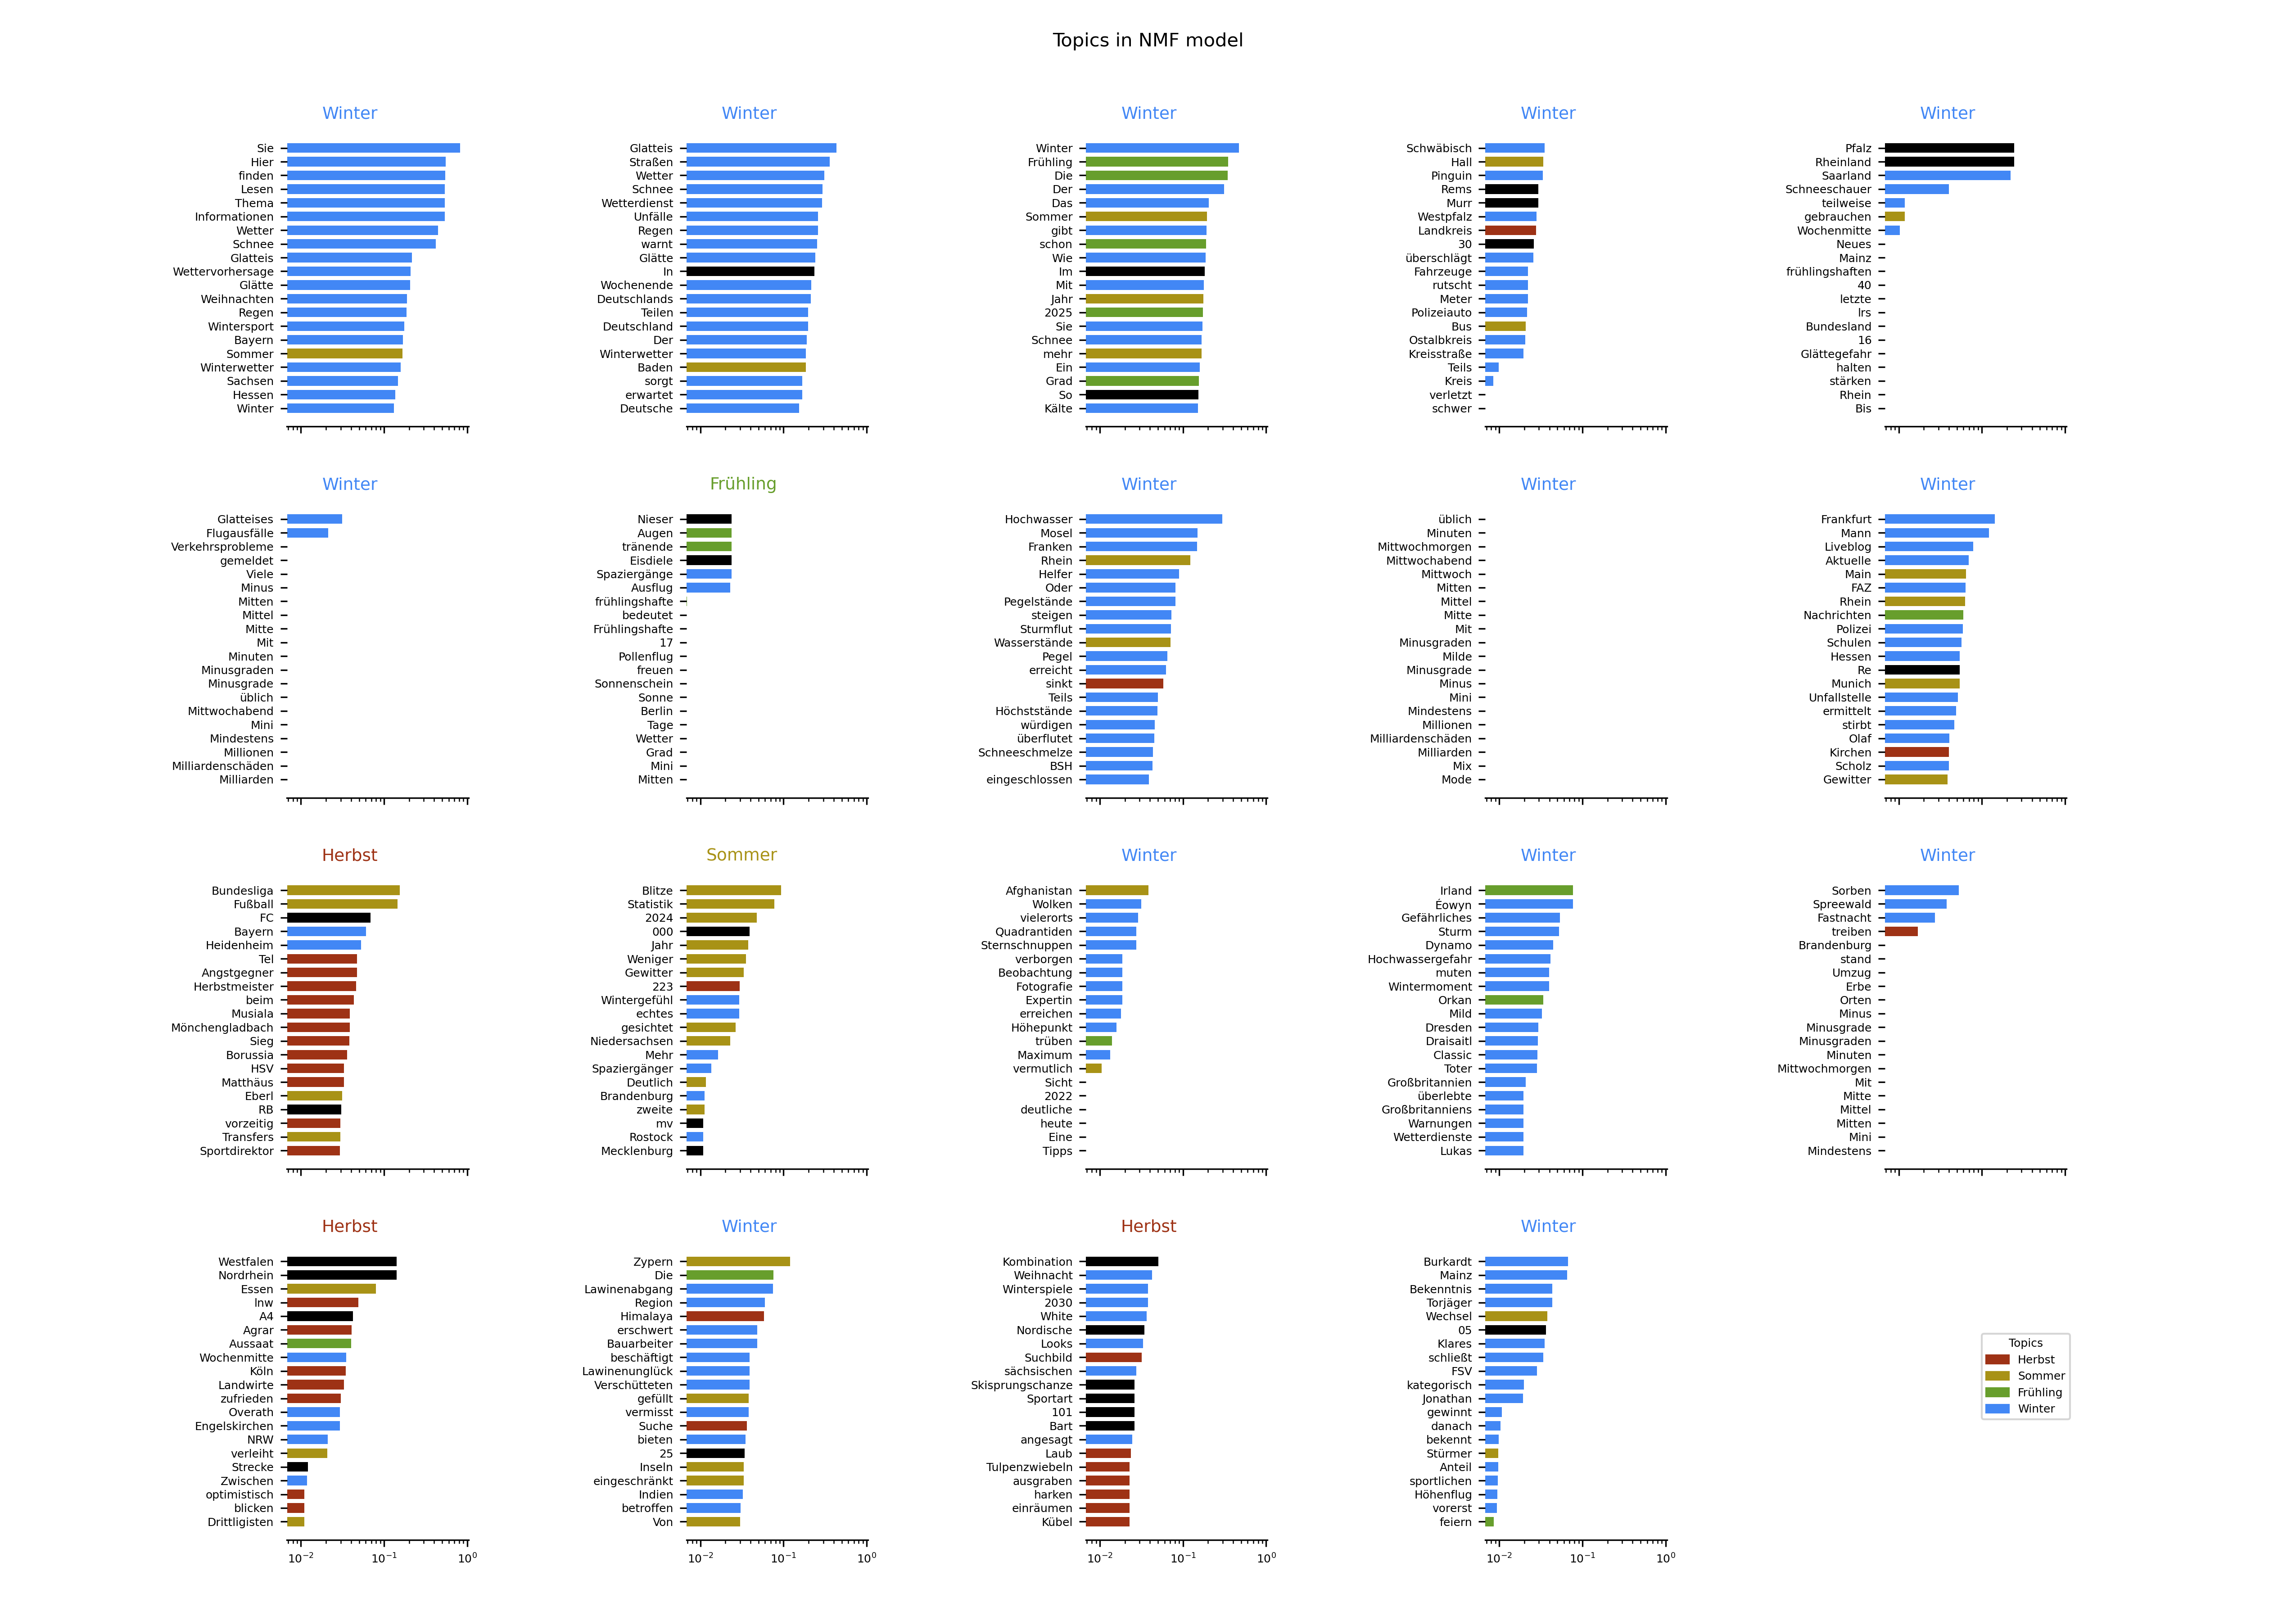 Topics in NMF model
Winter
Sie
Hier
finden
Lesen
Thema
Informationen
Wetter
Schnee
Glatteis
Wettervorhersage
Glätte
Weihnachten
Regen
Wintersport
Bayern
Sommer
Winterwetter
Sachsen
Hessen
Winter
Winter
Glatteis
Straßen
Wetter
Schnee
Wetterdienst
Unfälle
Regen
warnt
Glätte
In
Wochenende
Deutschlands
Teilen
Deutschland
Der
Winterwetter
Baden
sorgt
erwartet
Deutsche
Winter
Winter
Frühling
Die
Der
Das
Sommer
gibt
schon
Wie
Im
Mit
Jahr
2025
Sie
Schnee
mehr
Ein
Grad
So
Kälte
Winter
Schwäbisch
Hall
Pinguin
Rems
Murr
Westpfalz
Landkreis
30
überschlägt
Fahrzeuge
rutscht
Meter
Polizeiauto
Bus
Ostalbkreis
Kreisstraße
Teils
Kreis
verletzt
schwer
Winter
Pfalz
Rheinland
Saarland
Schneeschauer
teilweise
gebrauchen
Wochenmitte
Neues
Mainz
frühlingshaften
40
letzte
lrs
Bundesland
16
Glättegefahr
halten
stärken
Rhein
Bis
Winter
Glatteises
Flugausfälle
Verkehrsprobleme
gemeldet
Viele
Minus
Mitten
Mittel
Mitte
Mit
Minuten
Minusgraden
Minusgrade
üblich
Mittwochabend
Mini
Mindestens
Millionen
Milliardenschäden
Milliarden
Frühling
Nieser
Augen
tränende
Eisdiele
Spaziergänge
Ausflug
frühlingshafte
bedeutet
Frühlingshafte
17
Pollenflug
freuen
Sonnenschein
Sonne
Berlin
Tage
Wetter
Grad
Mini
Mitten
Winter
Hochwasser
Mosel
Franken
Rhein
Helfer
Oder
Pegelstände
steigen
Sturmflut
Wasserstände
Pegel
erreicht
sinkt
Teils
Höchststände
würdigen
überflutet
Schneeschmelze
BSH
eingeschlossen
Winter
üblich
Minuten
Mittwochmorgen
Mittwochabend
Mittwoch
Mitten
Mittel
Mitte
Mit
Minusgraden
Milde
Minusgrade
Minus
Mini
Mindestens
Millionen
Milliardenschäden
Milliarden
Mix
Mode
Winter
Frankfurt
Mann
Liveblog
Aktuelle
Main
FAZ
Rhein
Nachrichten
Polizei
Schulen
Hessen
Re
Munich
Unfallstelle
ermittelt
stirbt
Olaf
Kirchen
Scholz
Gewitter
Herbst
Bundesliga
Fußball
FC
Bayern
Heidenheim
Tel
Angstgegner
Herbstmeister
beim
Musiala
Mönchengladbach
Sieg
Borussia
HSV
Matthäus
Eberl
RB
vorzeitig
Transfers
Sportdirektor
Sommer
Blitze
Statistik
2024
000
Jahr
Weniger
Gewitter
223
Wintergefühl
echtes
gesichtet
Niedersachsen
Mehr
Spaziergänger
Deutlich
Brandenburg
zweite
mv
Rostock
Mecklenburg
Winter
Afghanistan
Wolken
vielerorts
Quadrantiden
Sternschnuppen
verborgen
Beobachtung
Fotografie
Expertin
erreichen
Höhepunkt
trüben
Maximum
vermutlich
Sicht
2022
deutliche
heute
Eine
Tipps
Winter
Irland
Éowyn
Gefährliches
Sturm
Dynamo
Hochwassergefahr
muten
Wintermoment
Orkan
Mild
Dresden
Draisaitl
Classic
Toter
Großbritannien
überlebte
Großbritanniens
Warnungen
Wetterdienste
Lukas
Winter
Sorben
Spreewald
Fastnacht
treiben
Brandenburg
stand
Umzug
Erbe
Orten
Minus
Minusgrade
Minusgraden
Minuten
Mittwochmorgen
Mit
Mitte
Mittel
Mitten
Mini
Mindestens
Herbst
Westfalen
Nordrhein
Essen
lnw
A4
Agrar
Aussaat
Wochenmitte
Köln
Landwirte
zufrieden
Overath
Engelskirchen
NRW
verleiht
Strecke
Zwischen
optimistisch
blicken
Drittligisten
10⁻² 10⁻¹ 10⁰
Winter
Zypern
Die
Lawinenabgang
Region
Himalaya
erschwert
Bauarbeiter
beschäftigt
Lawinenunglück
Verschütteten
gefüllt
vermisst
Suche
bieten
25
Inseln
eingeschränkt
Indien
betroffen
Von
10⁻² 10⁻¹ 10⁰
Herbst
Kombination
Weihnacht
Winterspiele
2030
White
Nordische
Looks
Suchbild
sächsischen
Skisprungschanze
Sportart
101
Bart
angesagt
Laub
Tulpenzwiebeln
ausgraben
harken
einräumen
Kübel
10⁻² 10⁻¹ 10⁰
Winter
Burkardt
Mainz
Bekenntnis
Torjäger
Wechsel
05
Klares
schließt
FSV
kategorisch
Jonathan
gewinnt
danach
bekennt
Stürmer
Anteil
sportlichen
Höhenflug
vorerst
feiern
10⁻² 10⁻¹ 10⁰
Topics
Herbst
Sommer
Frühling
Winter